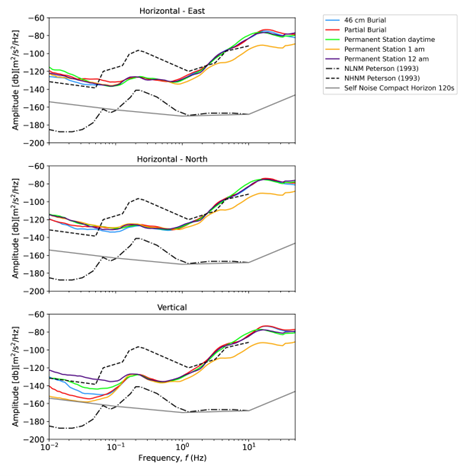 Horizontal - East
Amplitude [db][m²/s²/s²/Hz]
−60
−80
−100
−120
−140
−160
−180
−200
46 cm Burial
Partial Burial
Permanent Station daytime
Permanent Station 1 am
Permanent Station 12 am
NLNM Peterson (1993)
NHNM Peterson (1993)
Self Noise Compact Horizon 120s
Horizontal - North
Amplitude [db][m²/s²/s²/Hz]
−60
−80
−100
−120
−140
−160
−180
−200
Vertical
Amplitude [db][m²/s²/s²/Hz]
−60
−80
−100
−120
−140
−160
−180
−200
10⁻² 10⁻¹ 10⁰ 10¹
Frequency, f (Hz)